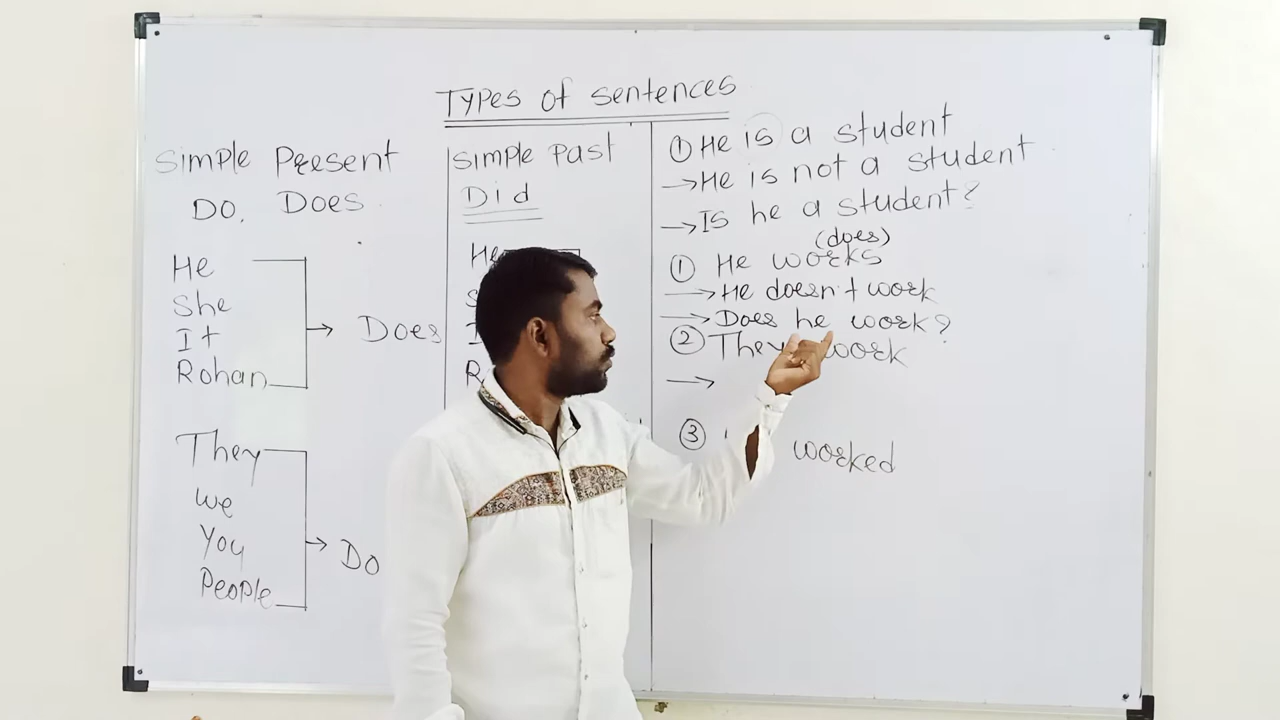 Types of sentences
Simple Present
Do, Does
He
She
It
Rohan
Does
They
we
You
People
Do
Simple Past
Did
He
① He is a student
→ He is not a student
→ Is he a student?
(does)
① He works
→ He doesn't work
→ Does he work?
② They work
→
③ worked